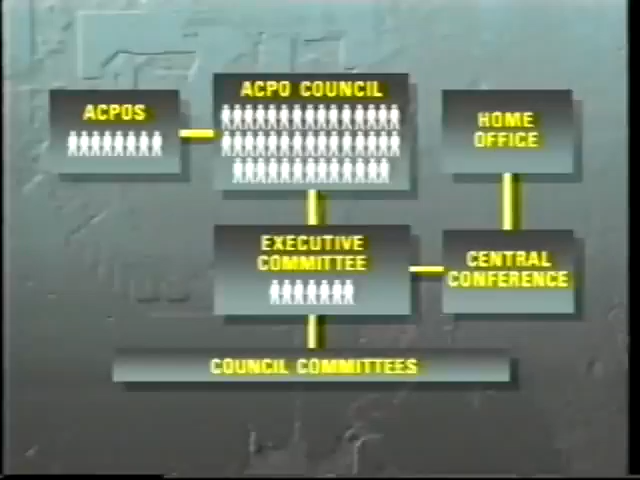 ACPOS
ACPO COUNCIL
HOME
OFFICE
EXECUTIVE
COMMITTEE
CENTRAL
CONFERENCE
COUNCIL COMMITTEES